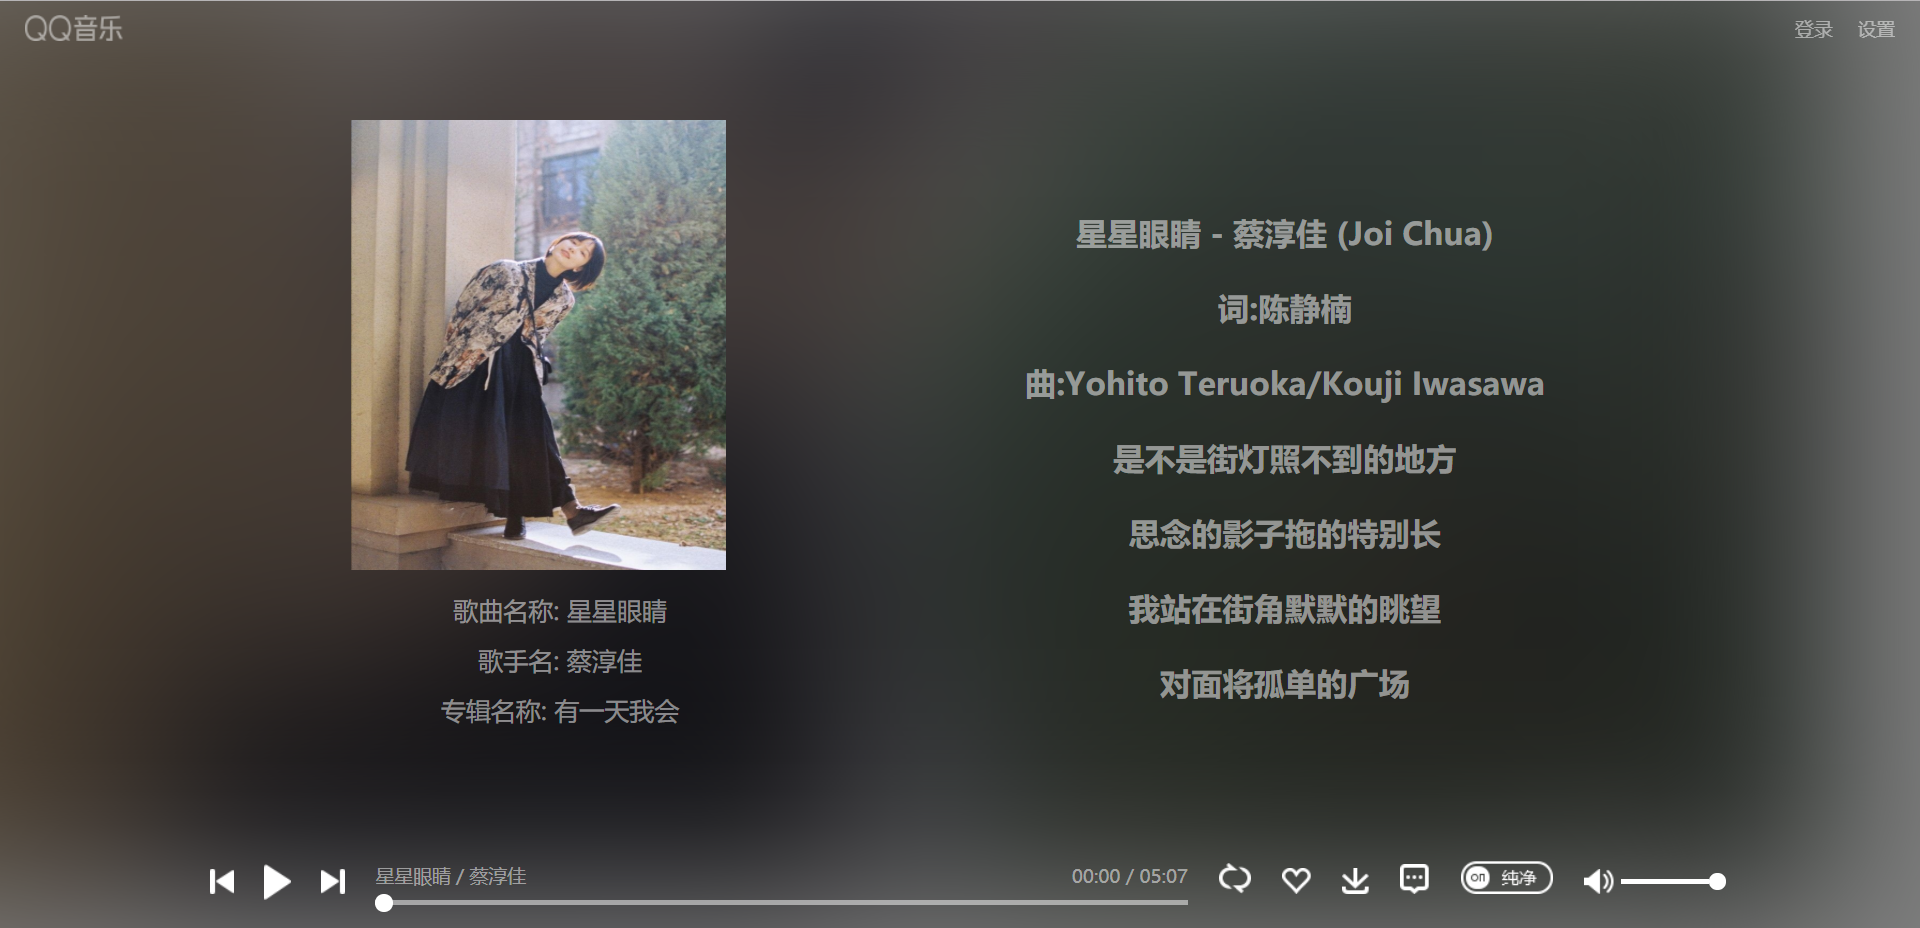 QQ音乐
登录 设置
星星眼睛 - 蔡淳佳 (Joi Chua)
词:陈静楠
曲:Yohito Teruoka/Kouji Iwasawa
是不是街灯照不到的地方
思念的影子拖的特别长
我站在街角默默的眺望
对面将孤单的广场
歌曲名称: 星星眼睛
歌手名: 蔡淳佳
专辑名称: 有一天我会
星星眼睛 / 蔡淳佳
00:00 / 05:07
on 纯净